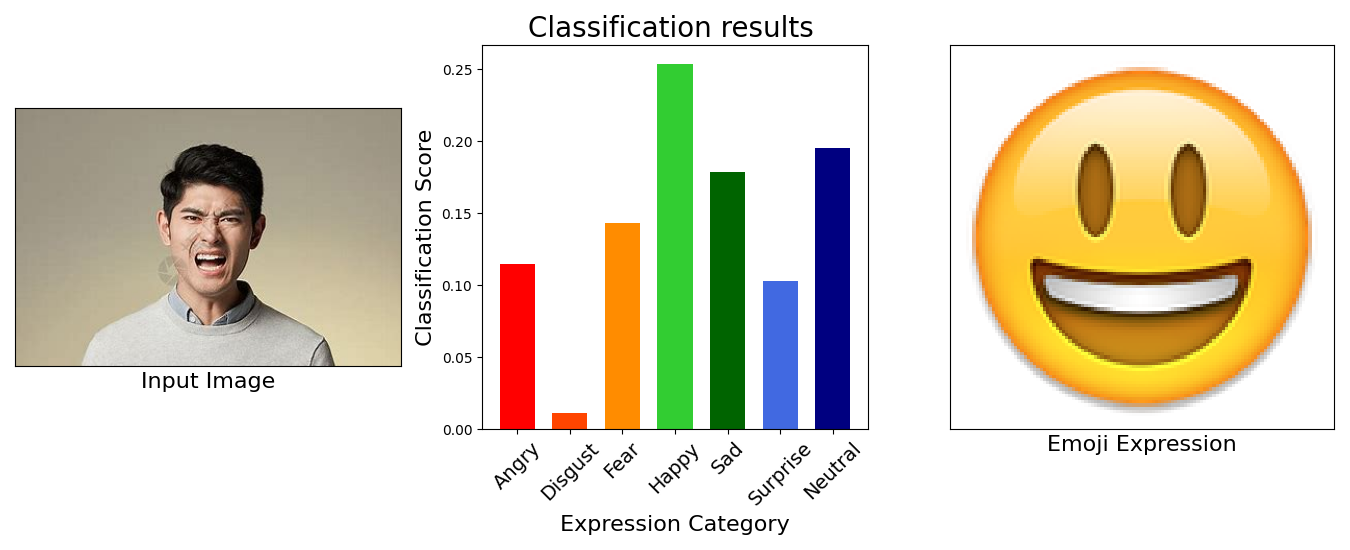 Classification results
Classification Score
0.25
0.20
0.15
0.10
0.05
0.00
Angry
Disgust
Fear
Happy
Sad
Surprise
Neutral
Expression Category
Input Image
Emoji Expression